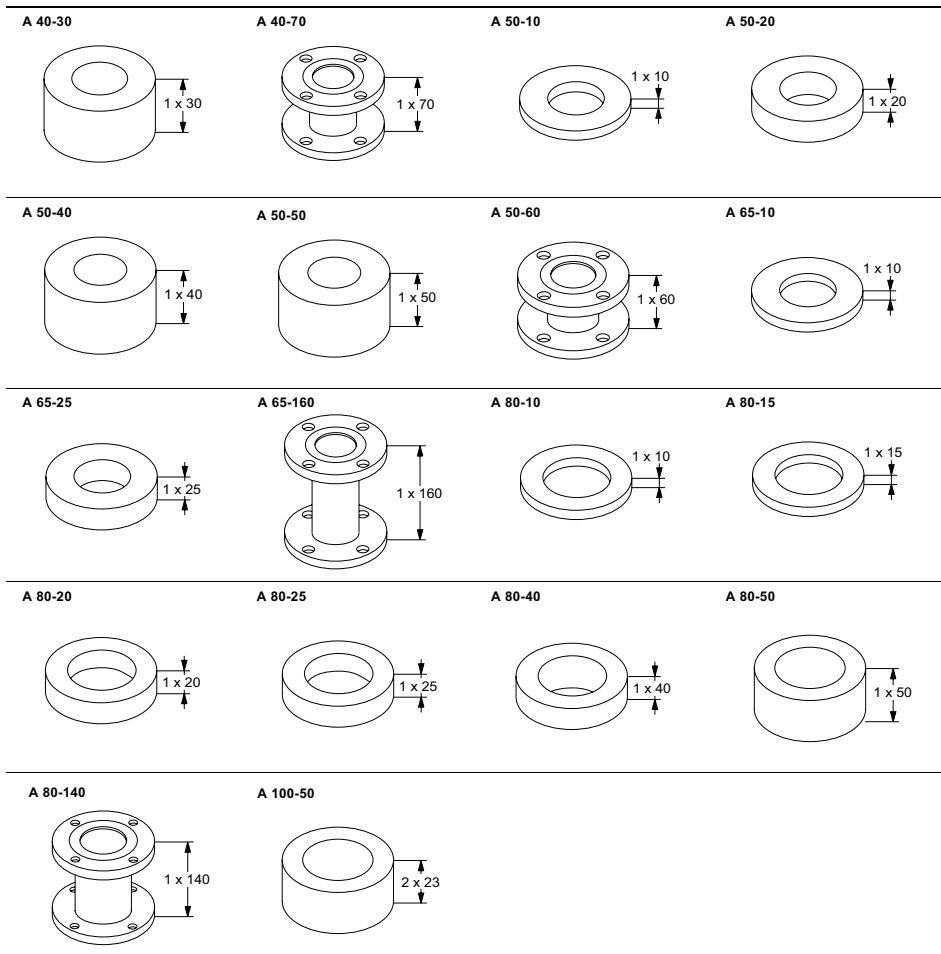 A 40-30
A 40-70
A 50-10
A 50-20
1 x 30
1 x 70
1 x 10
1 x 20
A 50-40
A 50-50
A 50-60
A 65-10
1 x 40
1 x 50
1 x 60
1 x 10
A 65-25
A 65-160
A 80-10
A 80-15
1 x 25
1 x 160
1 x 10
1 x 15
A 80-20
A 80-25
A 80-40
A 80-50
1 x 20
1 x 25
1 x 40
1 x 50
A 80-140
A 100-50
1 x 140
2 x 23